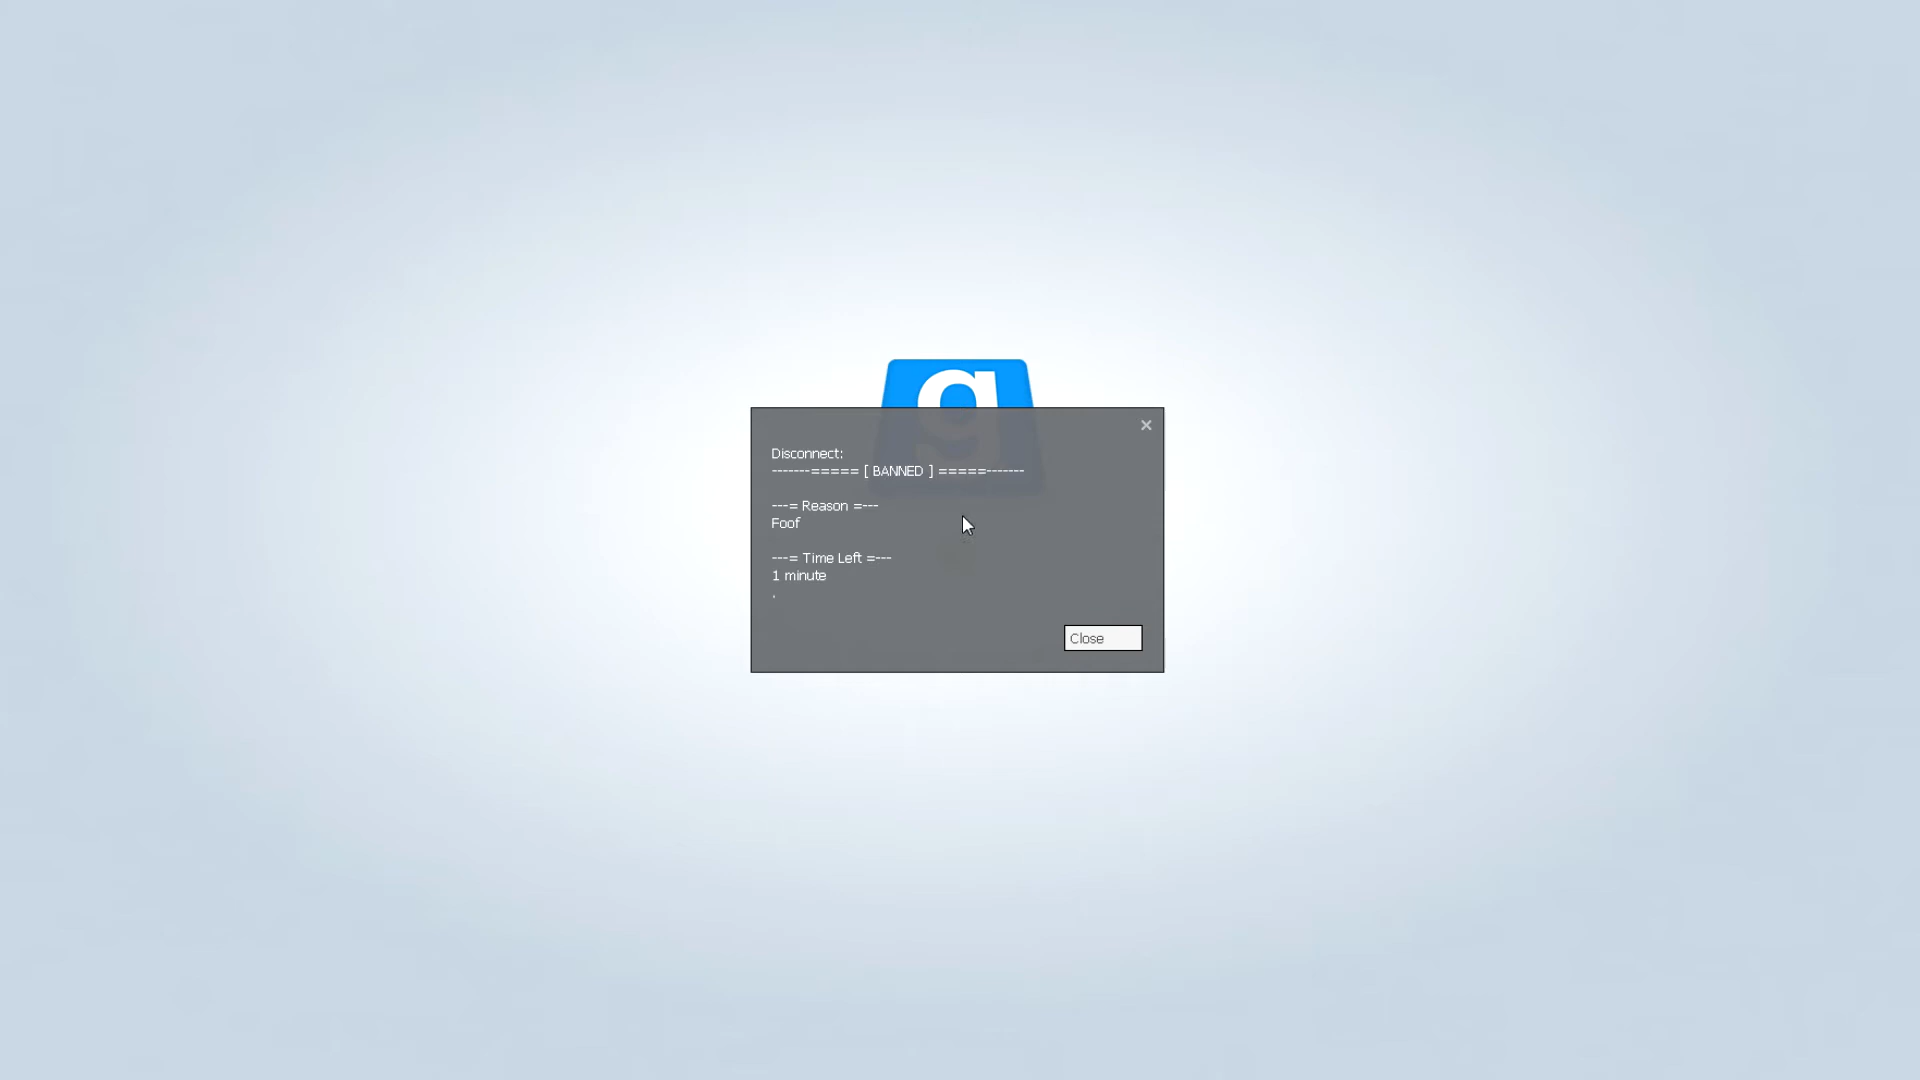 g
Disconnect:
-------===== [ BANNED ] =====-------
---= Reason =---
Foof
---= Time Left =---
1 minute
.
Close